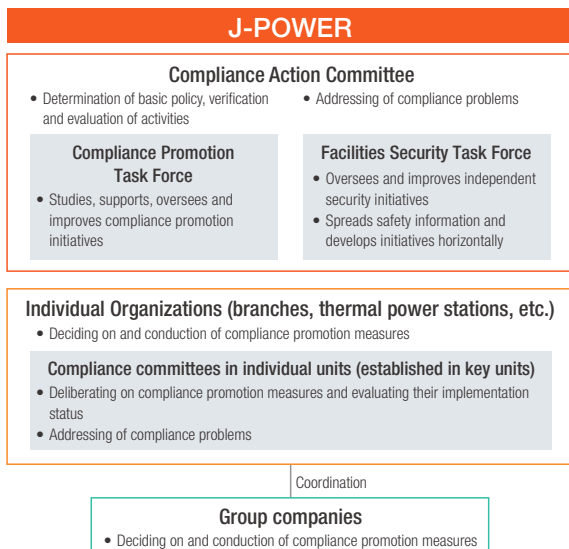 J-POWER
Compliance Action Committee
• Determination of basic policy, verification
and evaluation of activities
• Addressing of compliance problems
Compliance Promotion
Task Force
• Studies, supports, oversees and
improves compliance promotion
initiatives
Facilities Security Task Force
• Oversees and improves independent
security initiatives
• Spreads safety information and
develops initiatives horizontally
Individual Organizations (branches, thermal power stations, etc.)
• Deciding on and conduction of compliance promotion measures
Compliance committees in individual units (established in key units)
• Deliberating on compliance promotion measures and evaluating their implementation
status
• Addressing of compliance problems
Coordination
Group companies
• Deciding on and conduction of compliance promotion measures